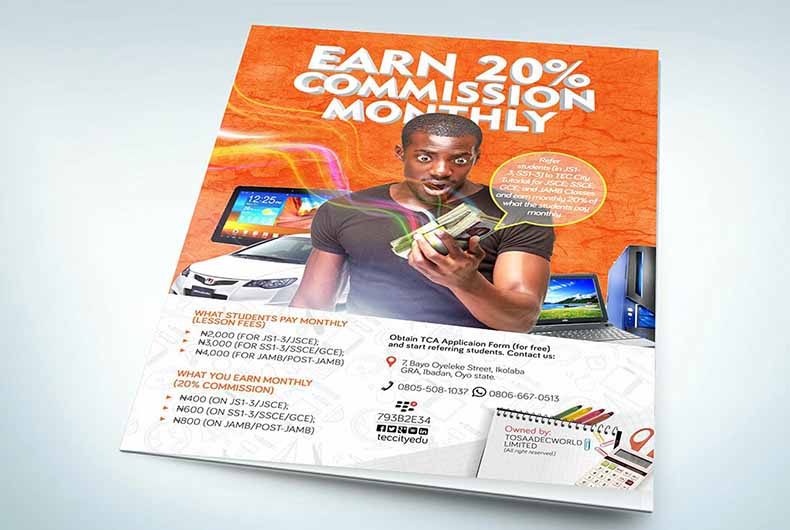 EARN 20%
COMMISSION
MONTHLY
Refer
students (in JS1-
3, SS1-3) to TEC City
Tutorial for JSCE; SSCE;
GCE; and JAMB Classes
and earn monthly 20% of
what the students pay
monthly
12:25
WHAT STUDENTS PAY MONTHLY
(LESSON FEES)
₦2,000 (FOR JS1-3/JSCE);
₦3,000 (FOR SS1-3/SSCE/GCE);
₦4,000 (FOR JAMB/POST-JAMB)
WHAT YOU EARN MONTHLY
(20% COMMISSION)
₦400 (ON JS1-3/JSCE);
₦600 (ON SS1-3/SSCE/GCE);
₦800 (ON JAMB/POST-JAMB)
Obtain TCA Applicaion Form (for free)
and start referring students. Contact us:
7, Bayo Oyeleke Street, Ikolaba
GRA, Ibadan, Oyo state.
0805-508-1037 0806-667-0513
793B2E34
teccityedu
Owned by:
TOSAADECWORLD
LIMITED
(All right reserved.)